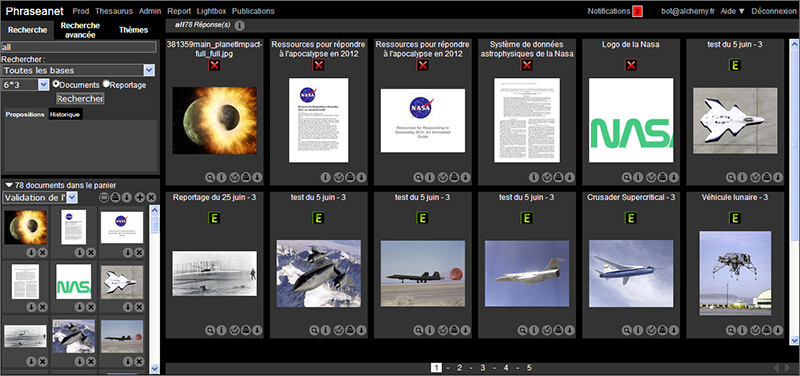 Phraseanet Prod Thesaurus Admin Report Lightbox Publications
Notifications 2 bot@alchemy.fr Aide Déconnexion
Recherche
Recherche avancée
Thèmes
all
Rechercher :
Toutes les bases
6*3 Documents Reportage
Rechercher
Propositions Historique
78 documents dans le panier
Validation de l'
all 78 Réponse(s)
381359main_planetImpact-
full_full.jpg
Ressources pour répondre
à l'apocalypse en 2012
NASA
Ressources pour répondre
à l'apocalypse en 2012
NASA
Resources for Responding to
Doomsday 2012: An Annotated
Guide
Système de données
astrophysiques de la Nasa
Logo de la Nasa
NAS
test du 5 juin - 3
E
Reportage du 25 juin - 3
E
test du 5 juin - 3
E
test du 5 juin - 3
E
test du 5 juin - 3
E
Crusader Supercritical - 3
E
Véhicule lunaire - 3
E
1 - 2 - 3 - 4 - 5